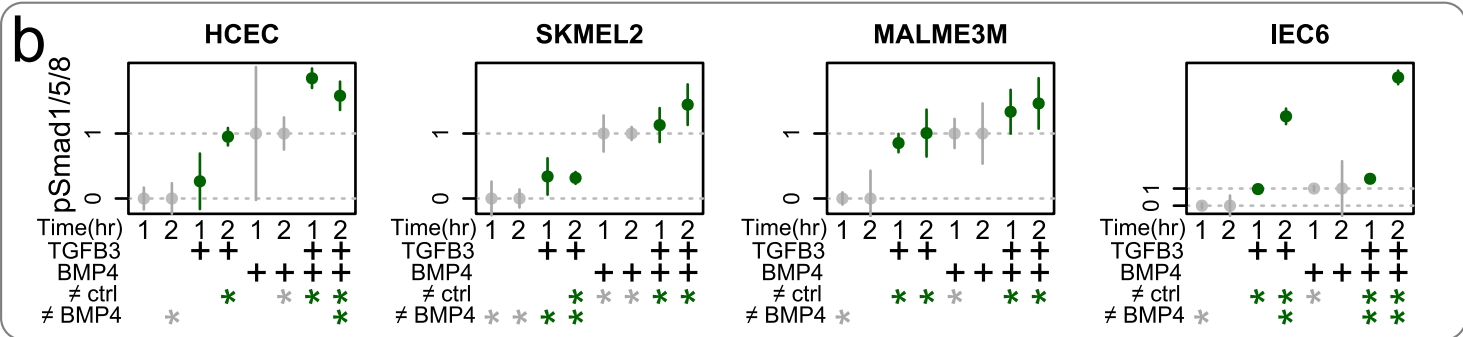 b
HCEC SKMEL2 MALME3M IEC6
pSmad1/5/8
1 1 1 1
0 0 0 0
Time(hr) 1 2 1 2 1 2 1 2 Time(hr) 1 2 1 2 1 2 1 2 Time(hr) 1 2 1 2 1 2 1 2 Time(hr) 1 2 1 2 1 2 1 2
TGFB3 + + + + TGFB3 + + + + TGFB3 + + + + TGFB3 + + + +
BMP4 + + + + BMP4 + + + + BMP4 + + + + BMP4 + + + +
≠ ctrl * * * * ≠ ctrl * * * * * ≠ ctrl * * * * * ≠ ctrl * * * * *
≠ BMP4 * * ≠ BMP4 * * * * ≠ BMP4 * ≠ BMP4 * * * *